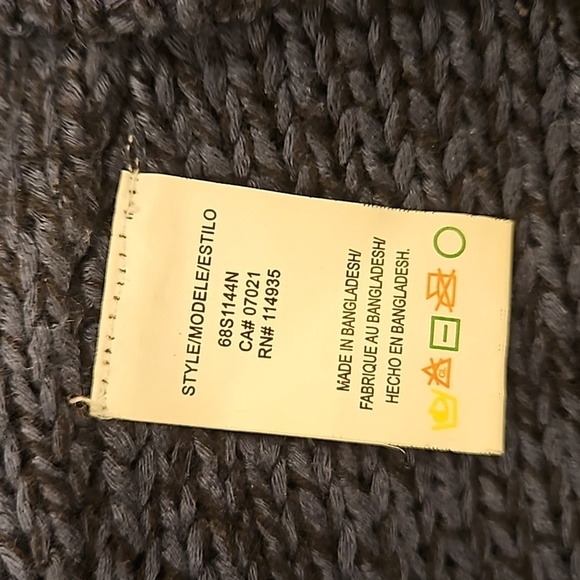 STYLE/MODELE/ESTILO
68S1144N
CA# 07021
RN# 114935
MADE IN BANGLADESH/
FABRIQUE AU BANGLADESH/
HECHO EN BANGLADESH.